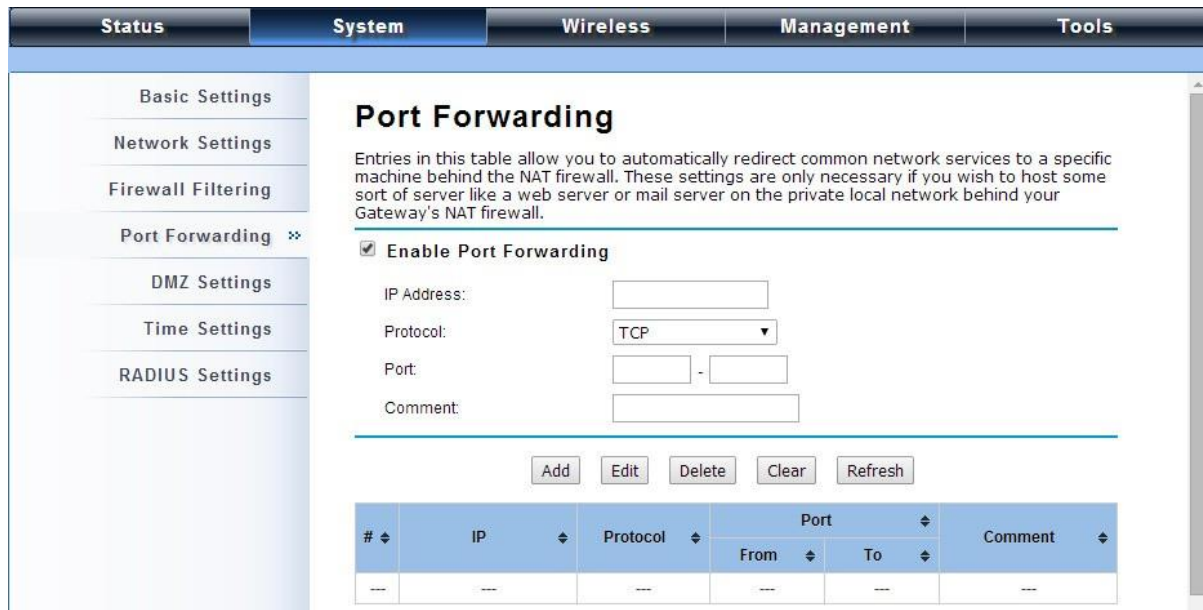 Status System Wireless Management Tools
Basic Settings
Network Settings
Firewall Filtering
Port Forwarding »
DMZ Settings
Time Settings
RADIUS Settings
Port Forwarding
Entries in this table allow you to automatically redirect common network services to a specific
machine behind the NAT firewall. These settings are only necessary if you wish to host some
sort of server like a web server or mail server on the private local network behind your
Gateway's NAT firewall.
Enable Port Forwarding
IP Address:
Protocol: TCP
Port: -
Comment:
Add Edit Delete Clear Refresh
# IP Protocol Port Comment
From To
--- --- --- --- --- ---